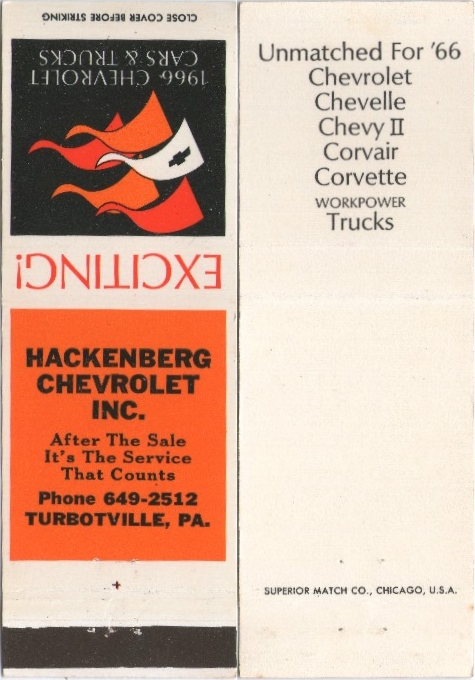 CLOSE COVER BEFORE STRIKING
1966 CHEVROLET
CARS & TRUCKS
EXCITING!
HACKENBERG
CHEVROLET
INC.
After The Sale
It's The Service
That Counts
Phone 649-2512
TURBOTVILLE, PA.
Unmatched For '66
Chevrolet
Chevelle
Chevy II
Corvair
Corvette
WORKPOWER
Trucks
SUPERIOR MATCH CO., CHICAGO, U.S.A.